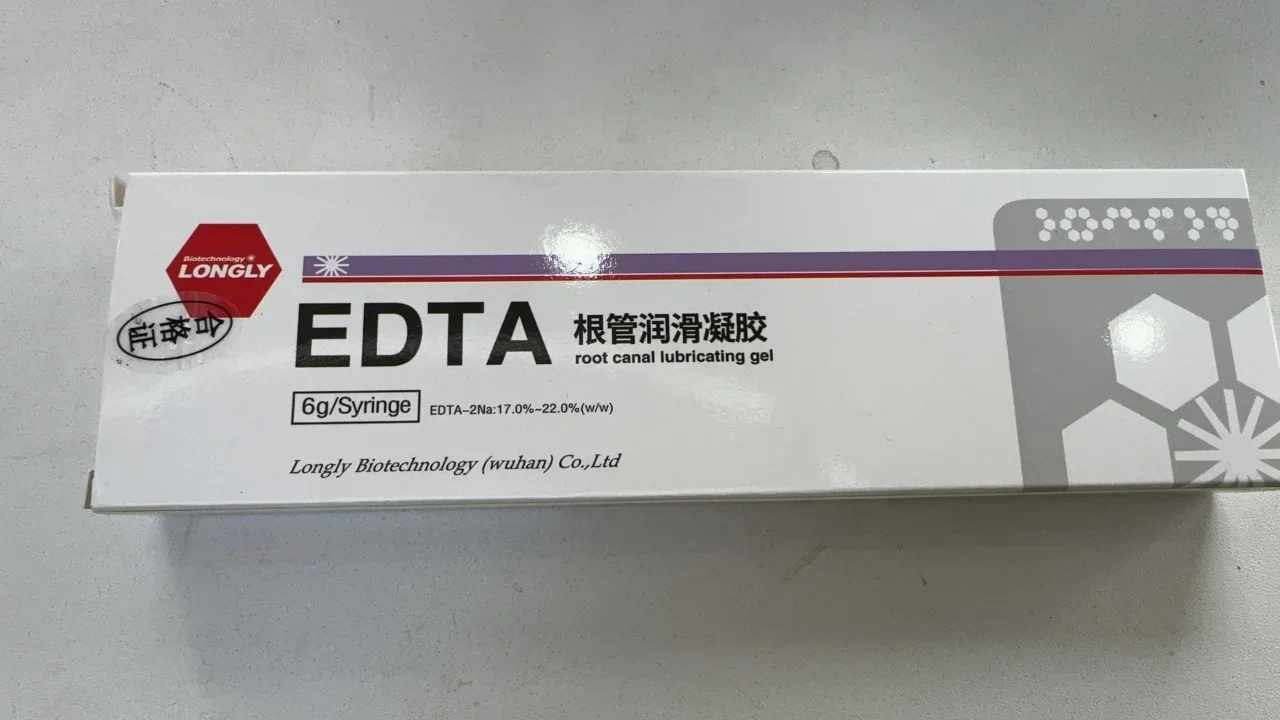 Biotechnology
LONGLY
合格证
EDTA
根管润滑凝胶
root canal lubricating gel
6g/Syringe
EDTA-2Na:17.0%~22.0%(w/w)
Longly Biotechnology (wuhan) Co.,Ltd